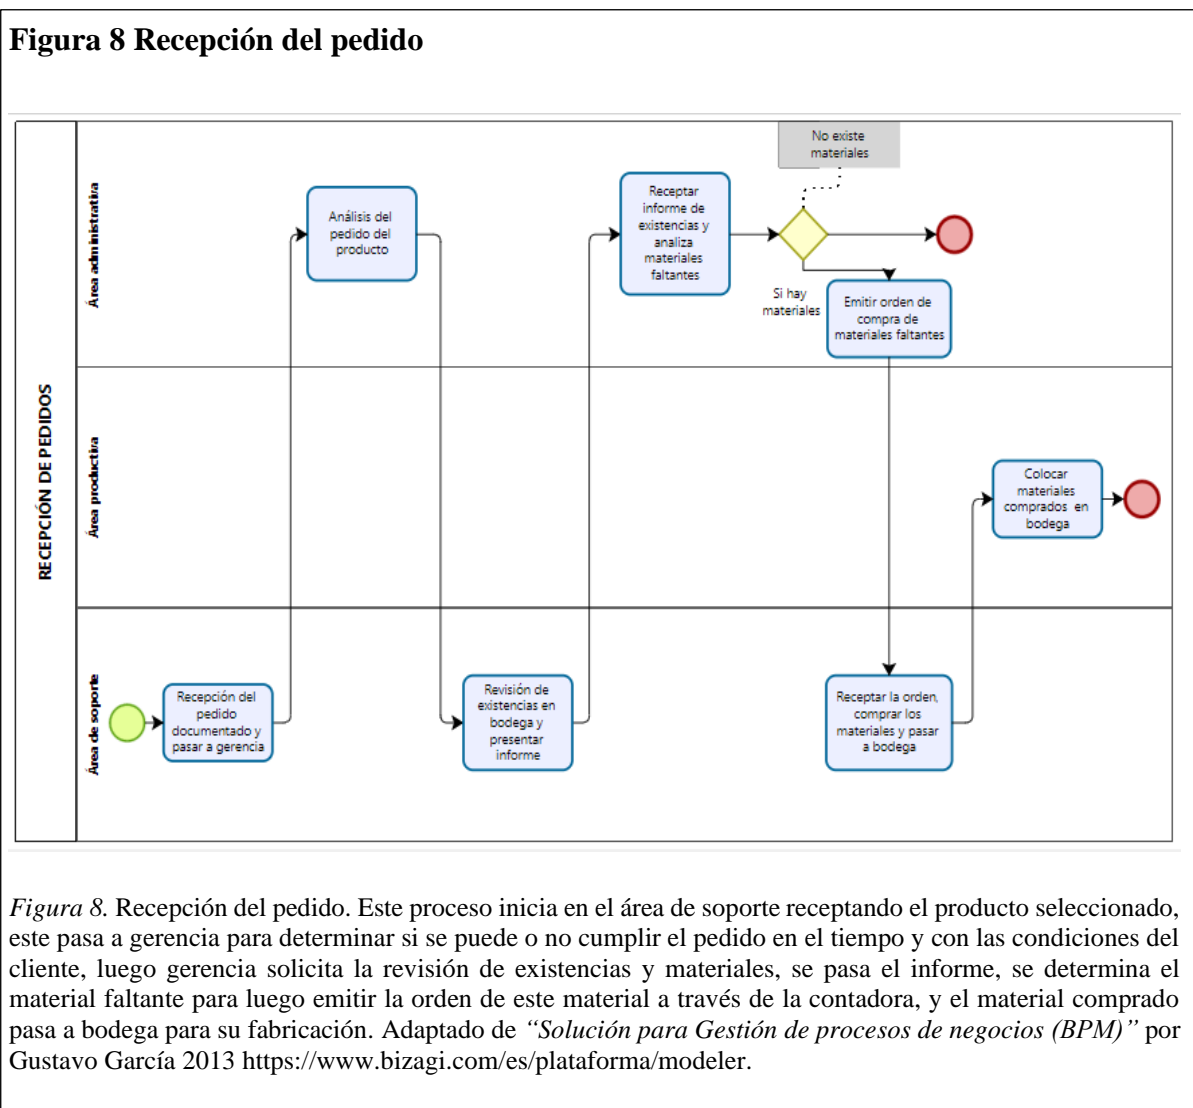 Figura 8 Recepción del pedido
RECEPCIÓN DE PEDIDOS
Área administrativa
Análisis del
pedido del
producto
Receptar
informe de
existencias y
analiza
materiales
faltantes
No existe
materiales
Si hay
materiales
Emitir orden de
compra de
materiales faltantes
Área productiva
Colocar
materiales
comprados en
bodega
Área de soporte
Recepción del
pedido
documentado y
pasar a gerencia
Revisión de
existencias en
bodega y
presentar
informe
Receptar la orden,
comprar los
materiales y pasar
a bodega
Figura 8. Recepción del pedido. Este proceso inicia en el área de soporte receptando el producto seleccionado,
este pasa a gerencia para determinar si se puede o no cumplir el pedido en el tiempo y con las condiciones del
cliente, luego gerencia solicita la revisión de existencias y materiales, se pasa el informe, se determina el
material faltante para luego emitir la orden de este material a través de la contadora, y el material comprado
pasa a bodega para su fabricación. Adaptado de “Solución para Gestión de procesos de negocios (BPM)” por
Gustavo García 2013 https://www.bizagi.com/es/plataforma/modeler.